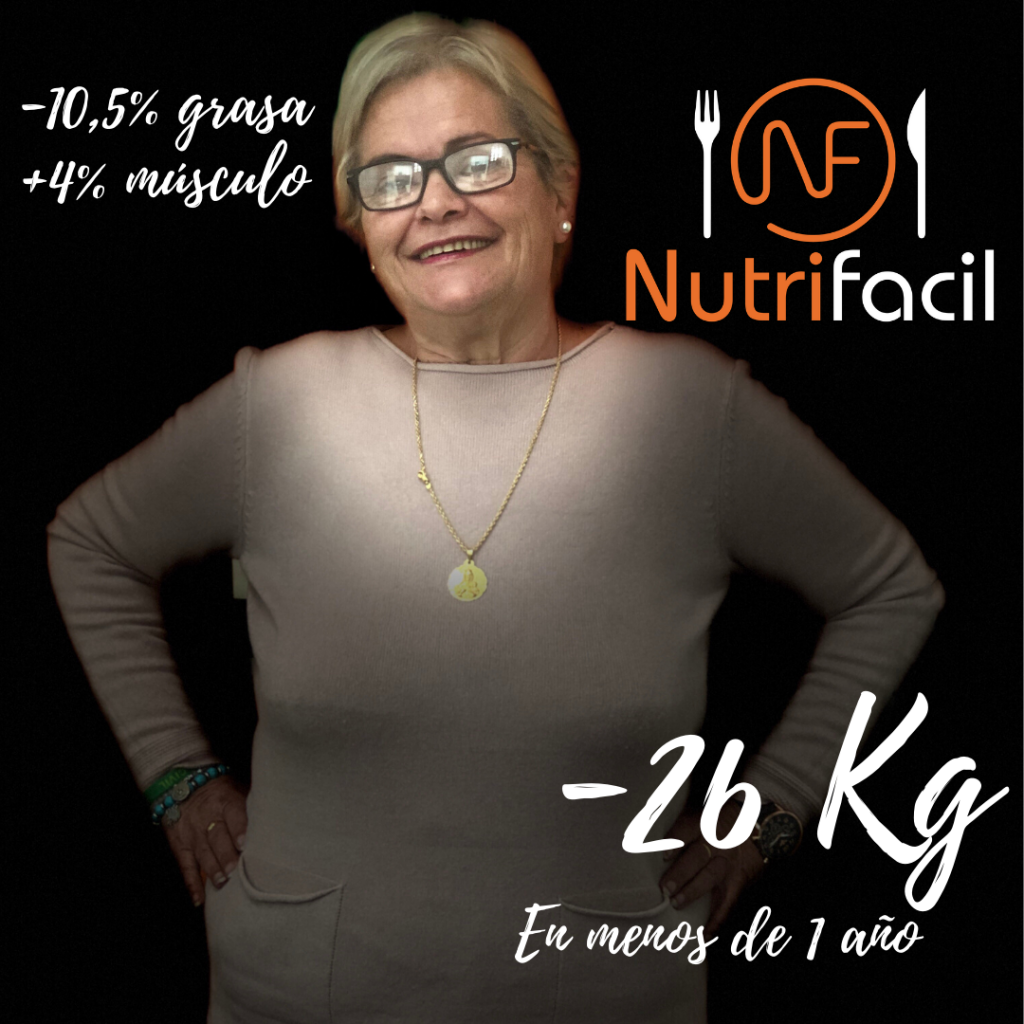 -10,5% grasa
+4% músculo
NF
Nutrifacil
-26 Kg
En menos de 1 año